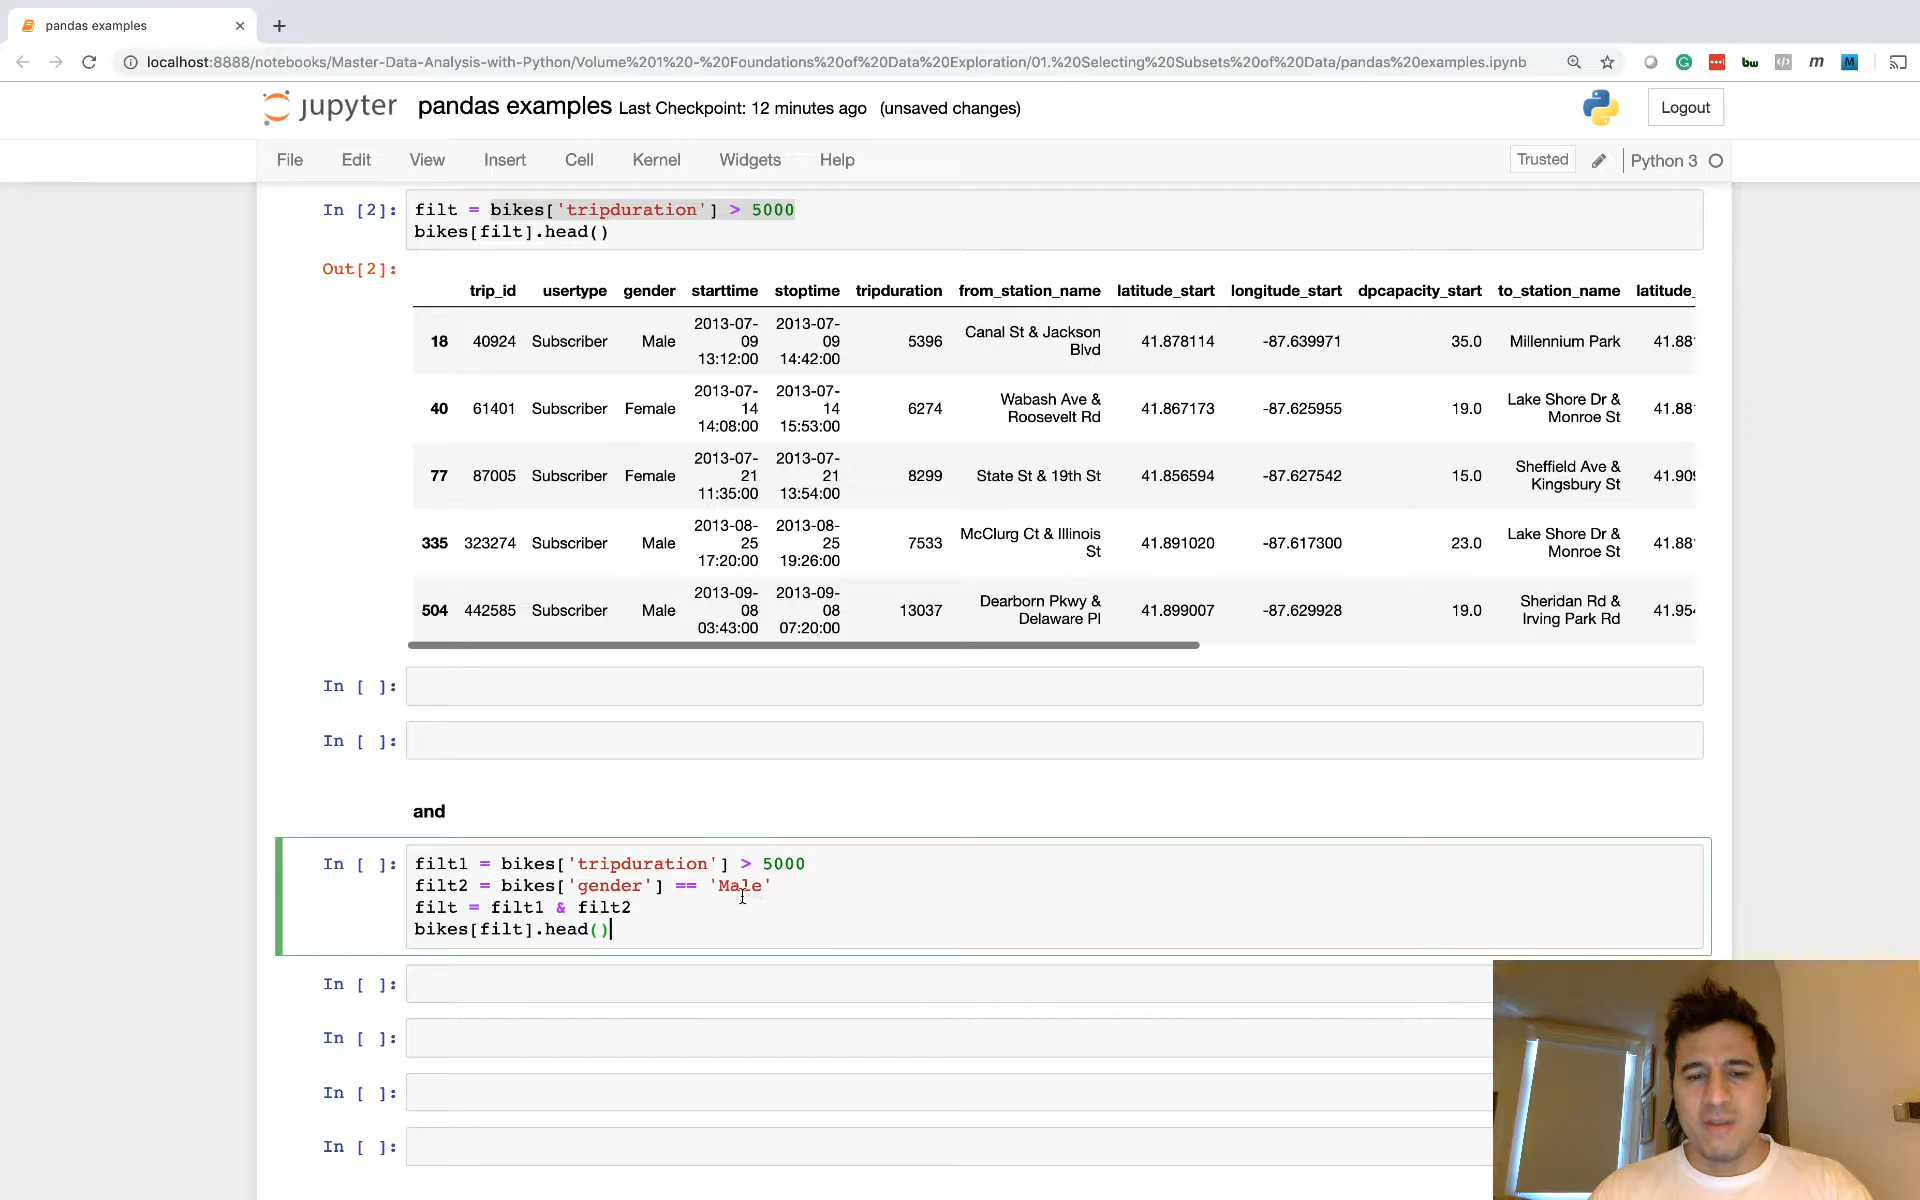 pandas examples
localhost:8888/notebooks/Master-Data-Analysis-with-Python/Volume%201%20-%20Foundations%20of%20Data%20Exploration/01.%20Selecting%20Subsets%20of%20Data/pandas%20examples.ipynb
bw
m
M
jupyter pandas examples Last Checkpoint: 12 minutes ago (unsaved changes)
Logout
File Edit View Insert Cell Kernel Widgets Help
Trusted
Python 3
In [2]: filt = bikes['tripduration'] > 5000
bikes[filt].head()
Out[2]:
trip_id usertype gender starttime stoptime tripduration from_station_name latitude_start longitude_start dpcapacity_start to_station_name latitude_
18 40924 Subscriber Male 2013-07-09 13:12:00 2013-07-09 14:42:00 5396 Canal St & Jackson Blvd 41.878114 -87.639971 35.0 Millennium Park 41.88
40 61401 Subscriber Female 2013-07-14 14:08:00 2013-07-14 15:53:00 6274 Wabash Ave & Roosevelt Rd 41.867173 -87.625955 19.0 Lake Shore Dr & Monroe St 41.88
77 87005 Subscriber Female 2013-07-21 11:35:00 2013-07-21 13:54:00 8299 State St & 19th St 41.856594 -87.627542 15.0 Sheffield Ave & Kingsbury St 41.90
335 323274 Subscriber Male 2013-08-25 17:20:00 2013-08-25 19:26:00 7533 McClurg Ct & Illinois St 41.891020 -87.617300 23.0 Lake Shore Dr & Monroe St 41.88
504 442585 Subscriber Male 2013-09-08 03:43:00 2013-09-08 07:20:00 13037 Dearborn Pkwy & Delaware Pl 41.899007 -87.629928 19.0 Sheridan Rd & Irving Park Rd 41.95
In [ ]:
In [ ]:
and
In [ ]: filt1 = bikes['tripduration'] > 5000
filt2 = bikes['gender'] == 'Male'
filt = filt1 & filt2
bikes[filt].head()
In [ ]:
In [ ]:
In [ ]:
In [ ]: